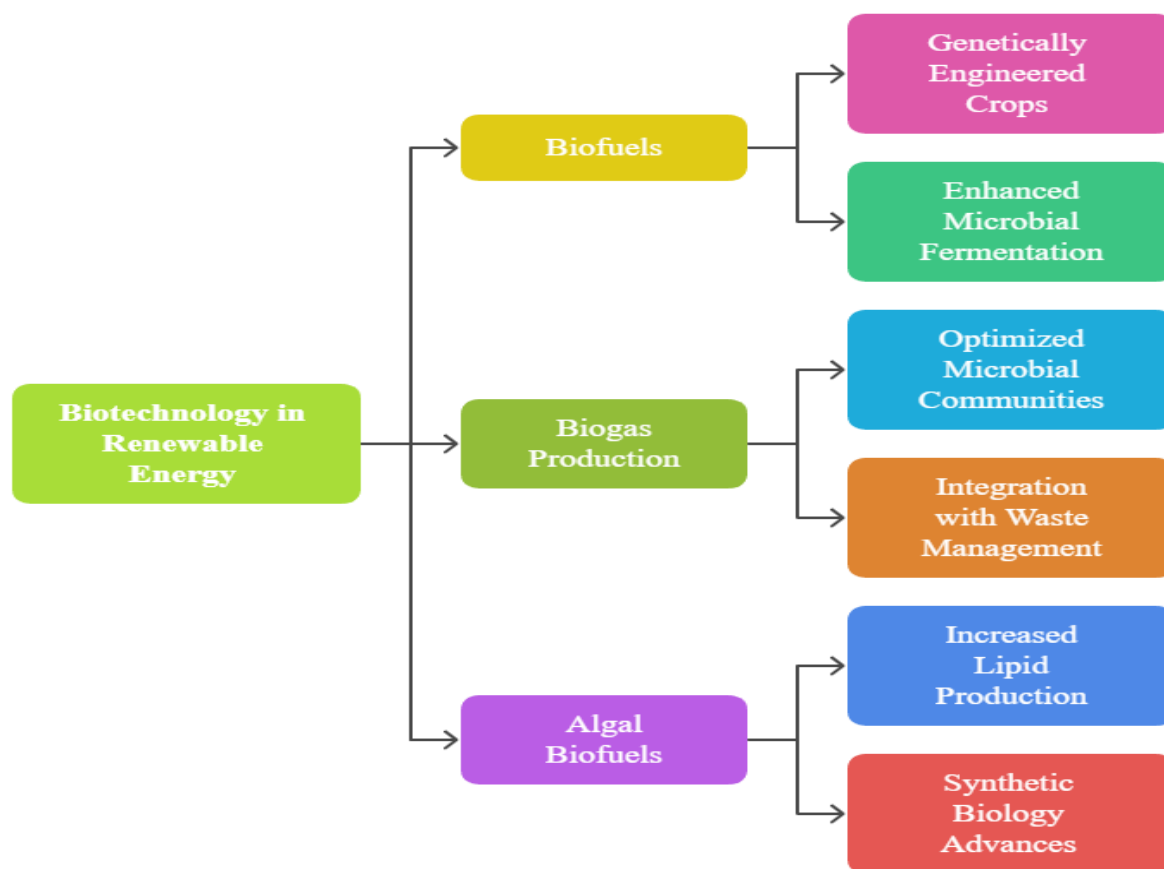 Genetically
Engineered
Crops
Biofuels
Enhanced
Microbial
Fermentation
Optimized
Microbial
Communities
Biotechnology in
Renewable
Energy
Biogas
Production
Integration
with Waste
Management
Increased
Lipid
Production
Algal
Biofuels
Synthetic
Biology
Advances